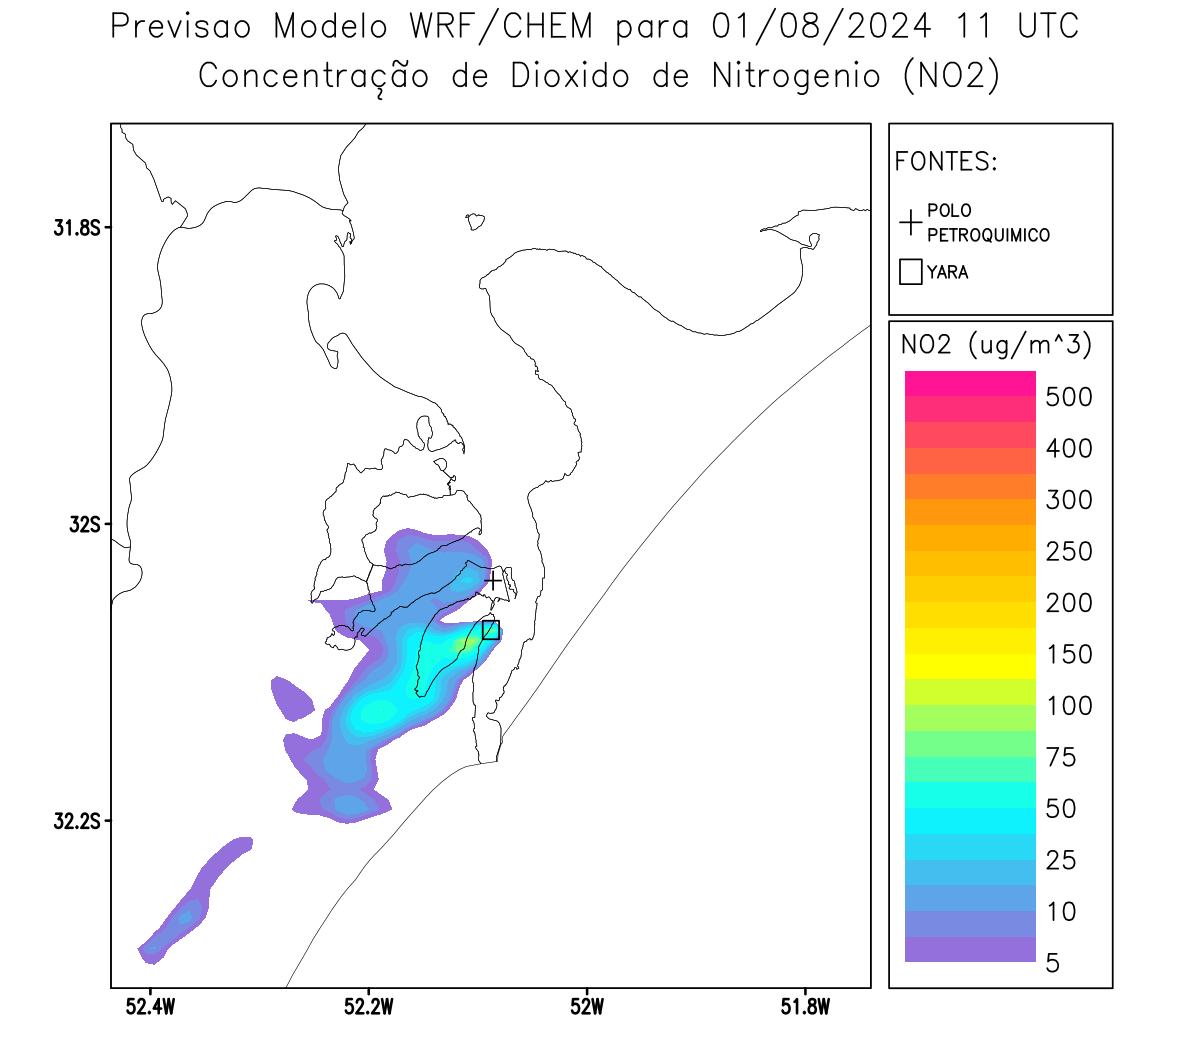 Previsao Modelo WRF/CHEM para 01/08/2024 11 UTC
Concentração de Dioxido de Nitrogenio (NO2)
FONTES:
POLO
PETROQUIMICO
YARA
NO2 (ug/m^3)
500
400
300
250
200
150
100
75
50
25
10
5
31.8S
32S
32.2S
52.4W
52.2W
52W
51.8W